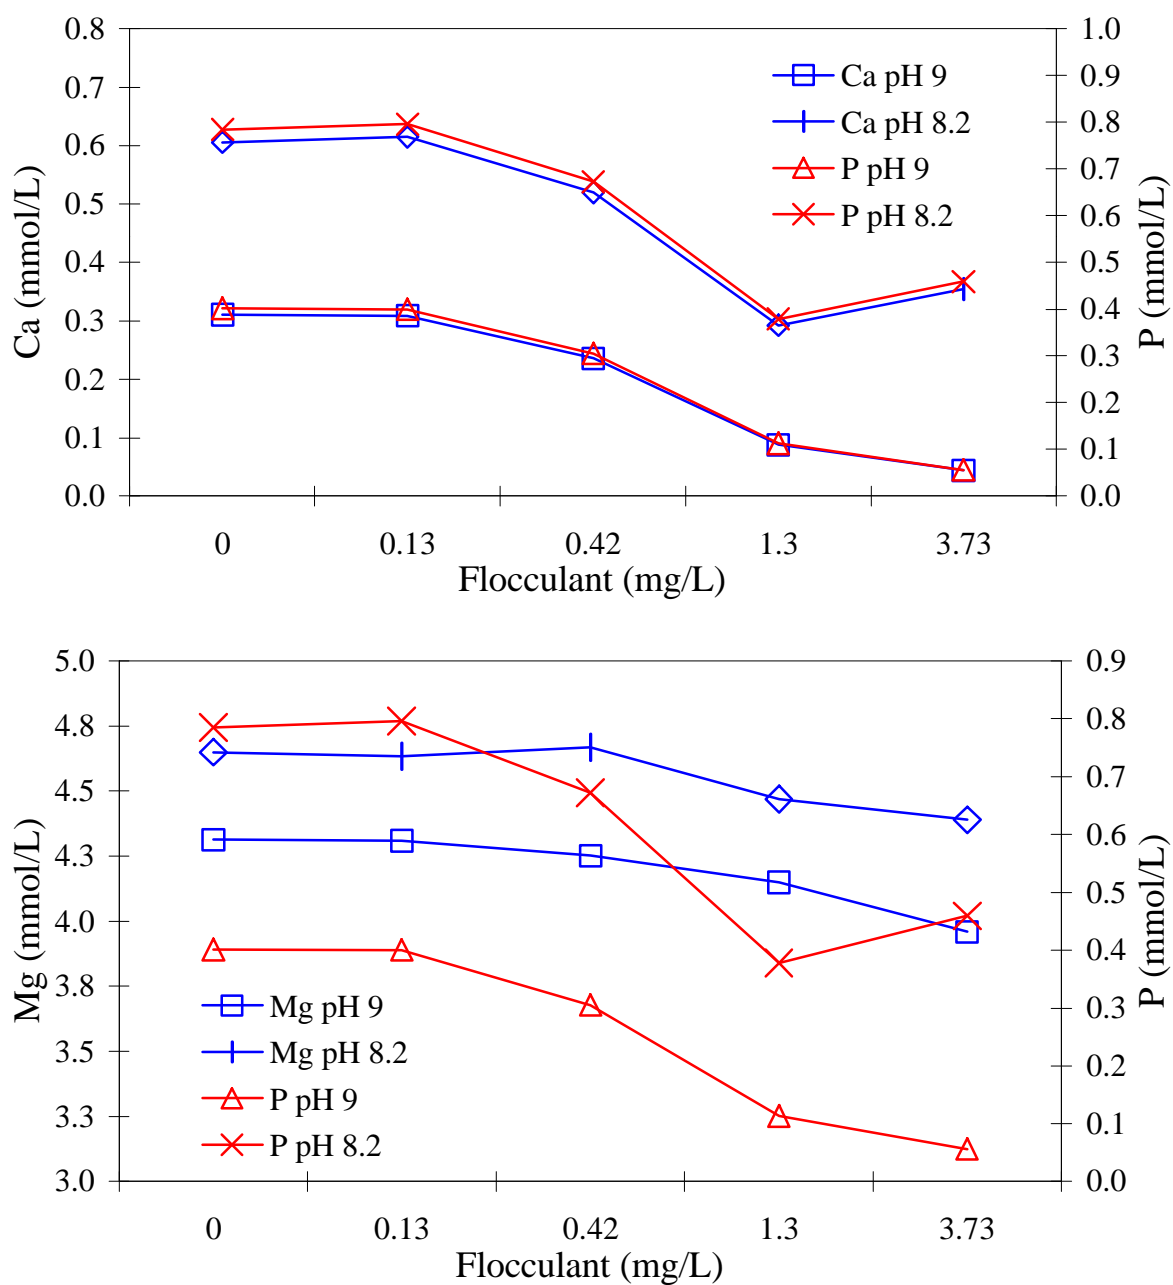 0.8
0.7
0.6
0.5
0.4
0.3
0.2
0.1
0.0
Ca (mmol/L)
1.0
0.9
0.8
0.7
0.6
0.5
0.4
0.3
0.2
0.1
0.0
P (mmol/L)
Ca pH 9
Ca pH 8.2
P pH 9
P pH 8.2
0 0.13 0.42 1.3 3.73
Flocculant (mg/L)
5.0
4.8
4.5
4.3
4.0
3.8
3.5
3.3
3.0
Mg (mmol/L)
0.9
0.8
0.7
0.6
0.5
0.4
0.3
0.2
0.1
0.0
P (mmol/L)
Mg pH 9
Mg pH 8.2
P pH 9
P pH 8.2
0 0.13 0.42 1.3 3.73
Flocculant (mg/L)